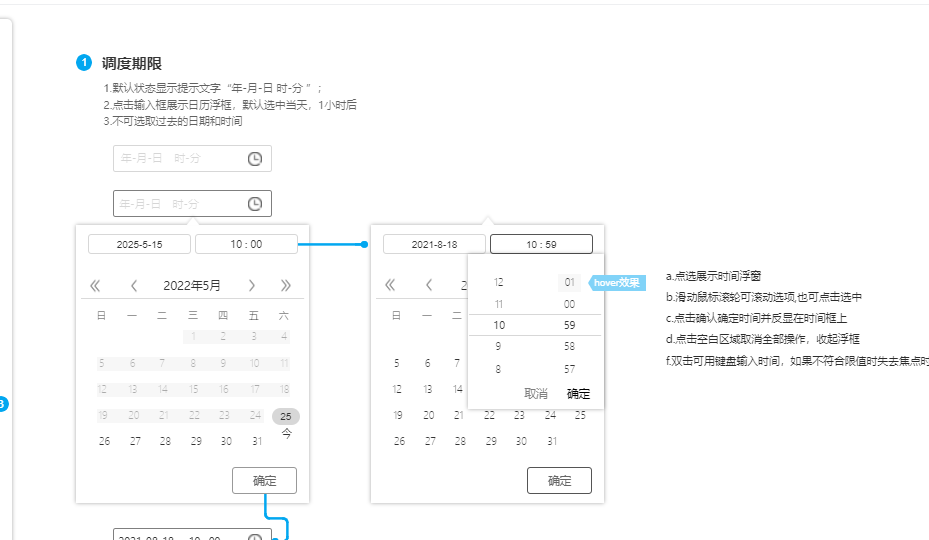 1 调度期限
1.默认状态显示提示文字“年-月-日 时-分 ”；
2.点击输入框展示日历浮框，默认选中当天，1小时后
3.不可选取过去的日期和时间
年-月-日 时-分
年-月-日 时-分
2025-5-15 10 : 00
2022年5月
日 一 二 三 四 五 六
1 2 3 4
5 6 7 8 9 10 11
12 13 14 15 16 17 18
19 20 21 22 23 24 25
今
26 27 28 29 30 31
确定
2021-8-18 10 : 59
2
日 一 二
5 6 7
12 13 14
19 20 21 22 23 24 25
26 27 28 29 30 31
确定
12 01
11 00
10 59
9 58
8 57
取消 确定
hover效果
a.点选展示时间浮窗
b.滑动鼠标滚轮可滚动选项,也可点击选中
c.点击确认确定时间并反显在时间框上
d.点击空白区域取消全部操作，收起浮框
f.双击可用键盘输入时间，如果不符合限值时失去焦点时
3
2021-08-18 10 : 00